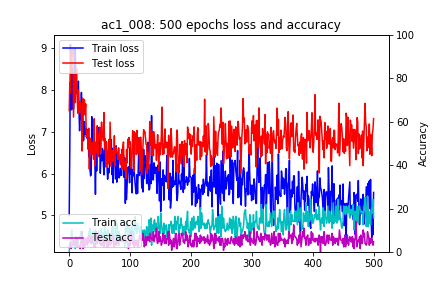 ac1_008: 500 epochs loss and accuracy
Train loss
Test loss
Train acc
Test acc
Loss
9
8
7
6
5
Accuracy
100
80
60
40
20
0
0
100
200
300
400
500